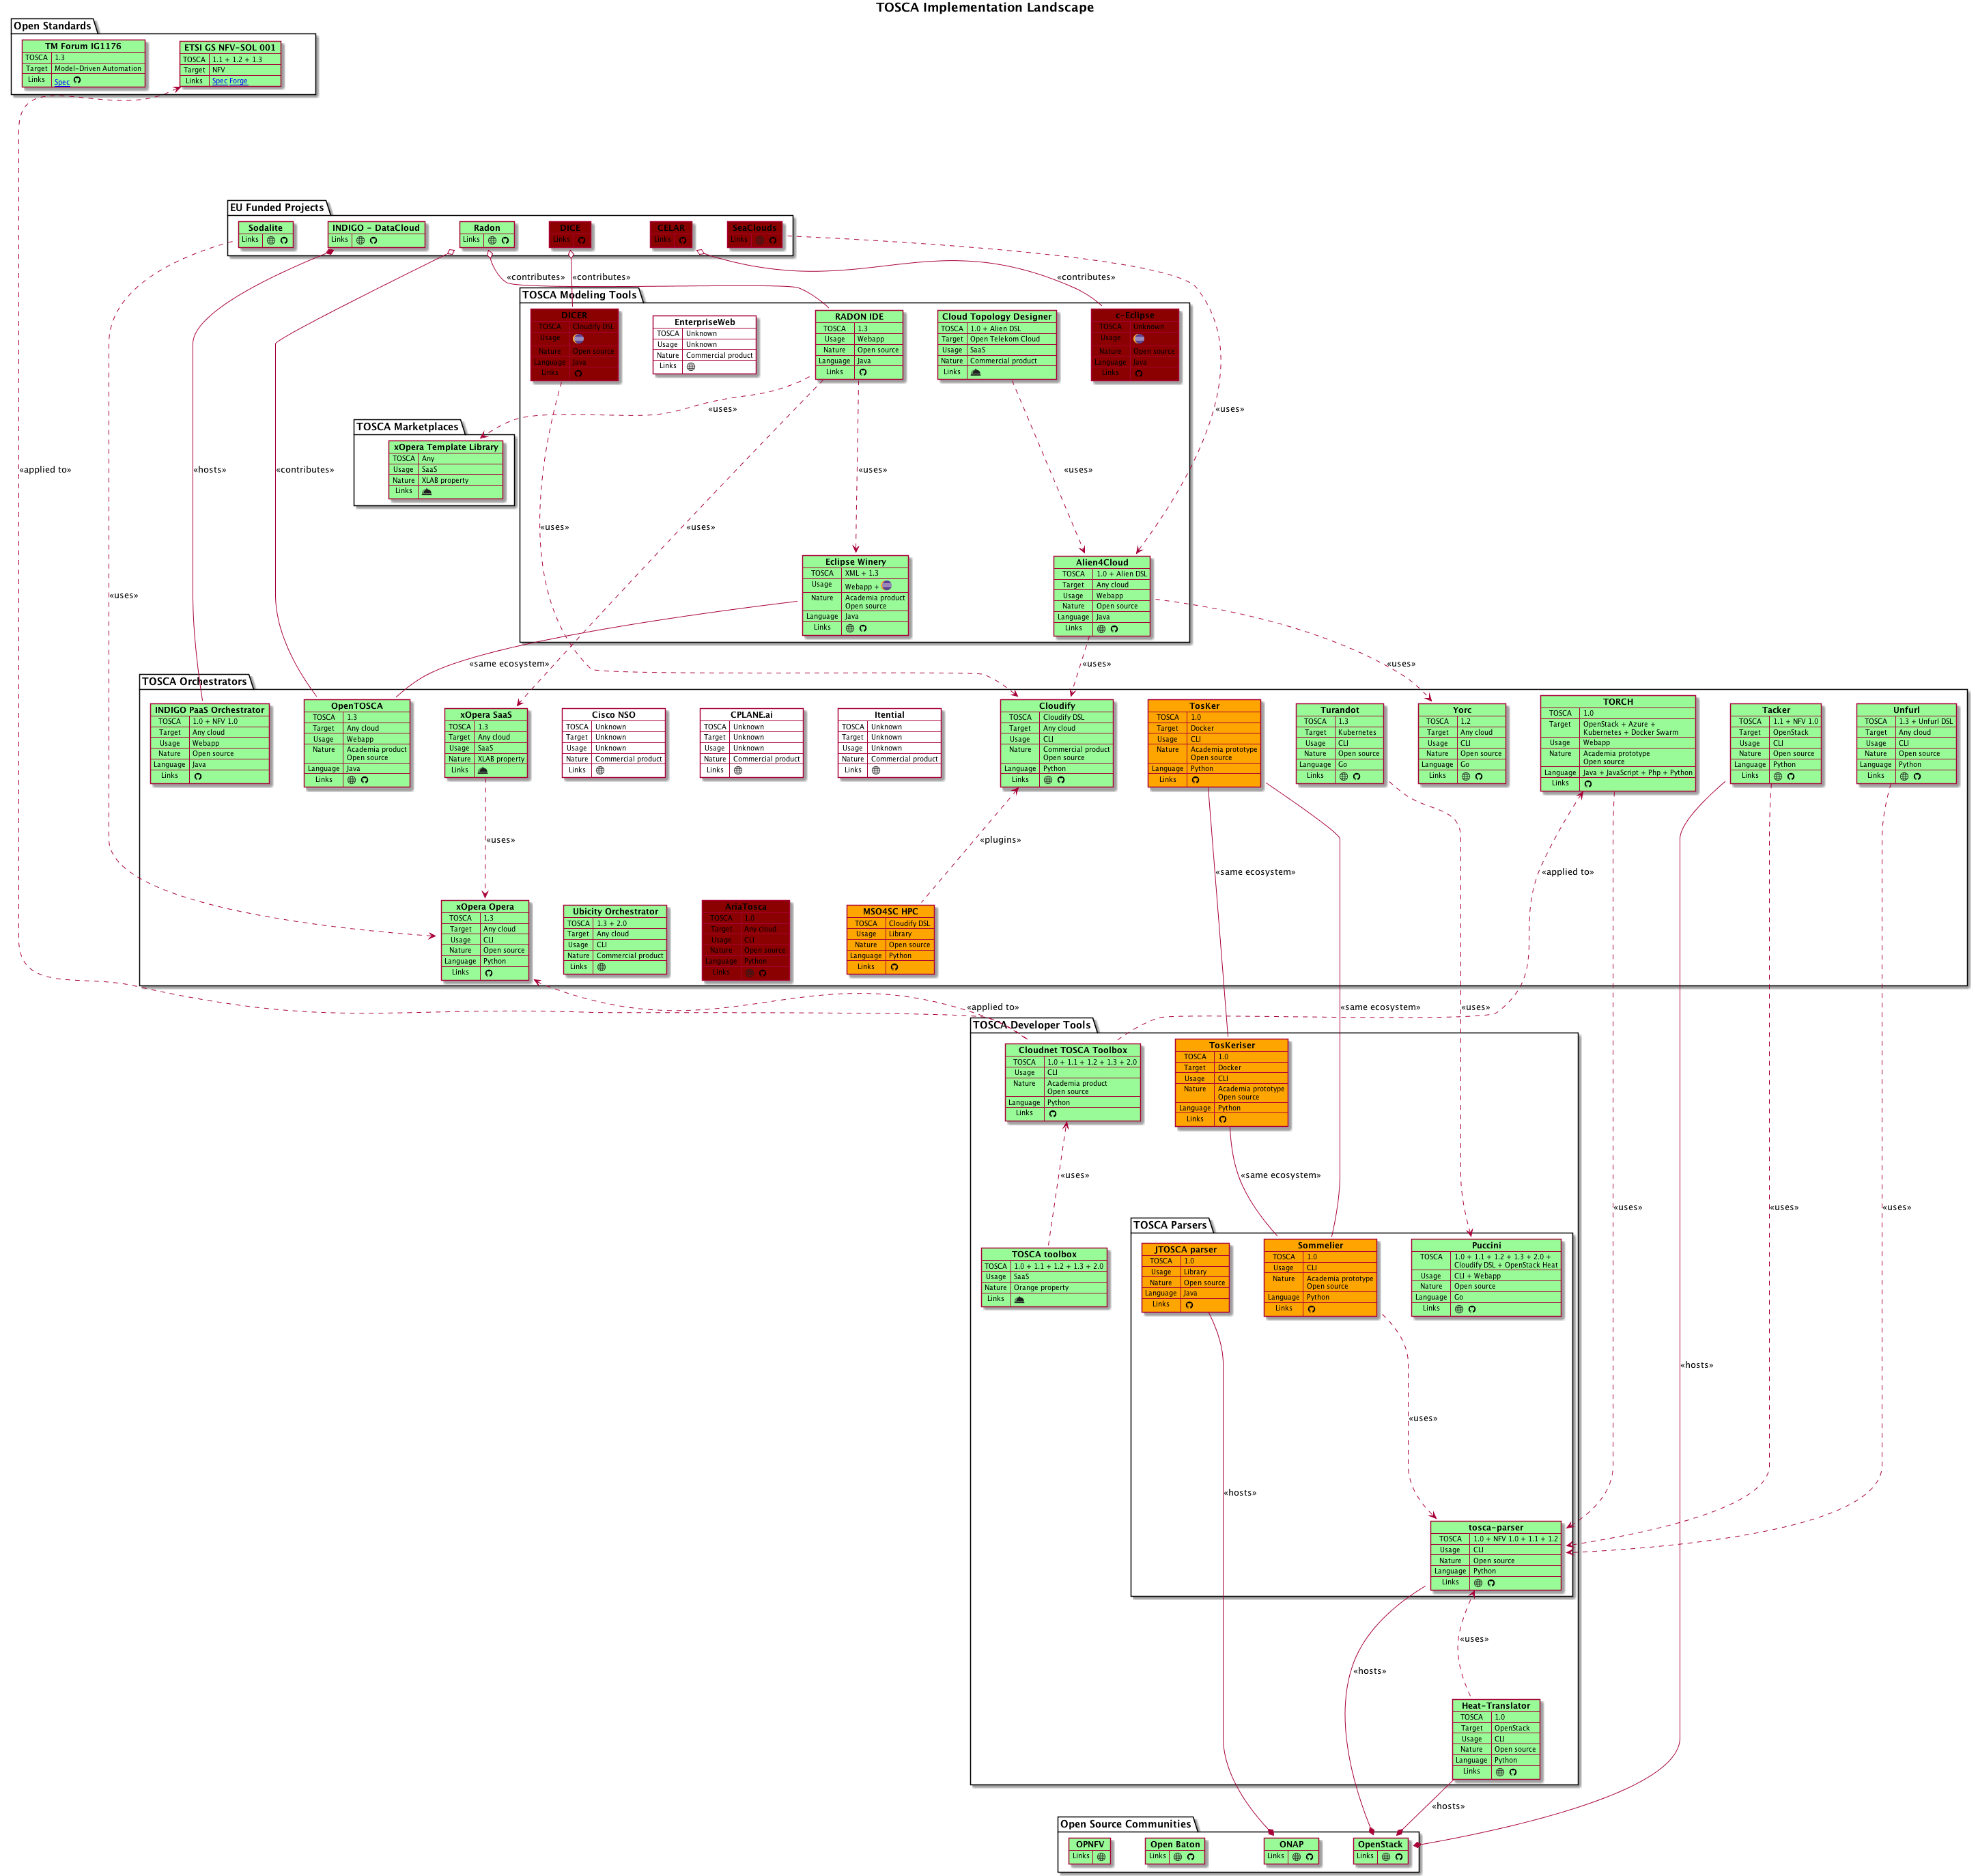 TOSCA Implementation Landscape
Open Standards
TM Forum IG1176
TOSCA 1.3
Target Model-Driven Automation
Links Spec
ETSI GS NFV-SOL 001
TOSCA 1.1 + 1.2 + 1.3
Target NFV
Links Spec Forge
EU Funded Projects
Sodalite
Links
INDIGO - DataCloud
Links
Radon
Links
DICE
Links
CELAR
Links
SeaClouds
Links
«contributes»
«contributes»
«contributes»
TOSCA Modeling Tools
DICER
TOSCA Cloudify DSL
Usage
Nature Open source
Language Java
Links
EnterpriseWeb
TOSCA Unknown
Usage Unknown
Nature Commercial product
Links
RADON IDE
TOSCA 1.3
Usage Webapp
Nature Open source
Language Java
Links
Cloud Topology Designer
TOSCA 1.0 + Alien DSL
Target Open Telekom Cloud
Usage SaaS
Nature Commercial product
Links
c-Eclipse
TOSCA Unknown
Usage
Nature Open source
Language Java
Links
«uses»
«uses»
TOSCA Marketplaces
xOpera Template Library
TOSCA Any
Usage SaaS
Nature XLAB property
Links
«applied to»
«hosts»
«contributes»
«uses»
«uses»
«uses»
«uses»
«uses»
Eclipse Winery
TOSCA XML + 1.3
Usage Webapp +
Nature Academia product
Open source
Language Java
Links
Alien4Cloud
TOSCA 1.0 + Alien DSL
Target Any cloud
Usage Webapp
Nature Open source
Language Java
Links
«same ecosystem»
«uses»
«uses»
TOSCA Orchestrators
INDIGO PaaS Orchestrator
TOSCA 1.0 + NFV 1.0
Target Any cloud
Usage Webapp
Nature Open source
Language Java
Links
OpenTOSCA
TOSCA 1.3
Target Any cloud
Usage Webapp
Nature Academia product
Open source
Language Java
Links
xOpera SaaS
TOSCA 1.3
Target Any cloud
Usage SaaS
Nature XLAB property
Links
Cisco NSO
TOSCA Unknown
Target Unknown
Usage Unknown
Nature Commercial product
Links
CPLANE.ai
TOSCA Unknown
Target Unknown
Usage Unknown
Nature Commercial product
Links
Itential
TOSCA Unknown
Target Unknown
Usage Unknown
Nature Commercial product
Links
Cloudify
TOSCA Cloudify DSL
Target Any cloud
Usage CLI
Nature Commercial product
Open source
Language Python
Links
TosKer
TOSCA 1.0
Target Docker
Usage CLI
Nature Academia prototype
Open source
Language Python
Links
Turandot
TOSCA 1.3
Target Kubernetes
Usage CLI
Nature Open source
Language Go
Links
Yorc
TOSCA 1.2
Target Any cloud
Usage CLI
Nature Open source
Language Go
Links
TORCH
TOSCA 1.0
Target OpenStack + Azure +
Kubernetes + Docker Swarm
Usage Webapp
Nature Academia prototype
Open source
Language Java + JavaScript + Php + Python
Links
Tacker
TOSCA 1.1 + NFV 1.0
Target OpenStack
Usage CLI
Nature Open source
Language Python
Links
Unfurl
TOSCA 1.3 + Unfurl DSL
Target Any cloud
Usage CLI
Nature Open source
Language Python
Links
«uses»
«plugins»
«same ecosystem»
«applied to»
xOpera Opera
TOSCA 1.3
Target Any cloud
Usage CLI
Nature Open source
Language Python
Links
Ubicity Orchestrator
TOSCA 1.3 + 2.0
Target Any cloud
Usage CLI
Nature Commercial product
Links
AriaTosca
TOSCA 1.0
Target Any cloud
Usage CLI
Nature Open source
Language Python
Links
MSO4SC HPC
TOSCA Cloudify DSL
Usage Library
Nature Open source
Language Python
Links
«applied to»
«same ecosystem»
«uses»
TOSCA Developer Tools
Cloudnet TOSCA Toolbox
TOSCA 1.0 + 1.1 + 1.2 + 1.3 + 2.0
Usage CLI
Nature Academia product
Open source
Language Python
Links
TosKeriser
TOSCA 1.0
Target Docker
Usage CLI
Nature Academia prototype
Open source
Language Python
Links
«uses»
«same ecosystem»
«uses»
«uses»
«uses»
TOSCA toolbox
TOSCA 1.0 + 1.1 + 1.2 + 1.3 + 2.0
Usage SaaS
Nature Orange property
Links
TOSCA Parsers
JTOSCA parser
TOSCA 1.0
Usage Library
Nature Open source
Language Java
Links
Sommelier
TOSCA 1.0
Usage CLI
Nature Academia prototype
Open source
Language Python
Links
Puccini
TOSCA 1.0 + 1.1 + 1.2 + 1.3 + 2.0 +
Cloudify DSL + OpenStack Heat
Usage CLI + Webapp
Nature Open source
Language Go
Links
«hosts»
«uses»
«hosts»
tosca-parser
TOSCA 1.0 + NFV 1.0 + 1.1 + 1.2
Usage CLI
Nature Open source
Language Python
Links
«uses»
«hosts»
Heat-Translator
TOSCA 1.0
Target OpenStack
Usage CLI
Nature Open source
Language Python
Links
«hosts»
Open Source Communities
OPNFV
Links
Open Baton
Links
ONAP
Links
OpenStack
Links